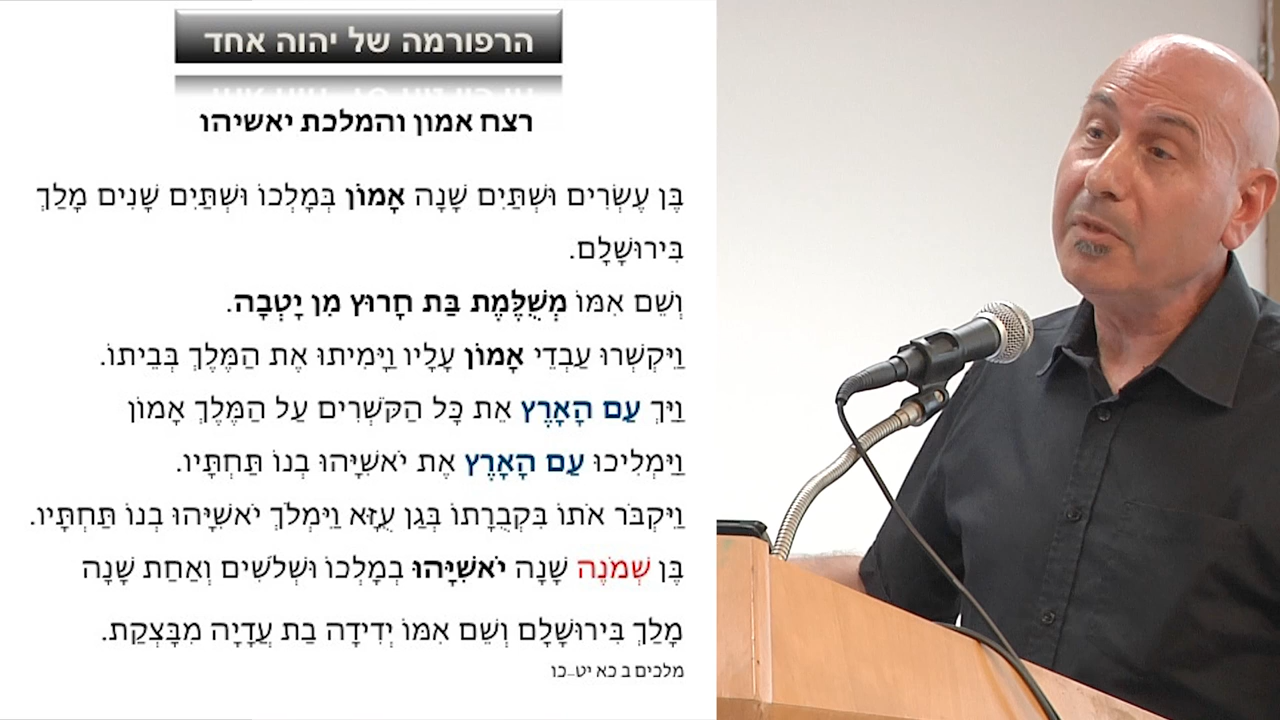 הרפורמה של יהוה אחד
רצח אמון והמלכת יאשיהו
בֶּן עֶשְׂרִים וּשְׁתַּיִם שָׁנָה אָמוֹן בְּמָלְכוֹ וּשְׁתַּיִם שָׁנִים מָלַךְ
בִּירוּשָׁלִָם.
וְשֵׁם אִמּוֹ מְשֻׁלֶּמֶת בַּת חָרוּץ מִן יָטְבָה.
וַיִּקְשְׁרוּ עַבְדֵי אָמוֹן עָלָיו וַיָּמִיתוּ אֶת הַמֶּלֶךְ בְּבֵיתוֹ.
וַיַּךְ עַם הָאָרֶץ אֵת כָּל הַקֹּשְׁרִים עַל הַמֶּלֶךְ אָמוֹן
וַיַּמְלִיכוּ עַם הָאָרֶץ אֶת יֹאשִׁיָּהוּ בְנוֹ תַּחְתָּיו.
וַיִּקְבֹּר אֹתוֹ בִּקְבֻרָתוֹ בְּגַן עֻזָּא וַיִּמְלֹךְ יֹאשִׁיָּהוּ בְנוֹ תַּחְתָּיו.
בֶּן שְׁמֹנֶה שָׁנָה יֹאשִׁיָּהוּ בְמָלְכוֹ וּשְׁלֹשִׁים וְאַחַת שָׁנָה
מָלַךְ בִּירוּשָׁלִָם וְשֵׁם אִמּוֹ יְדִידָה בַת עֲדָיָה מִבָּצְקַת.
מלכים ב כא יט–כו